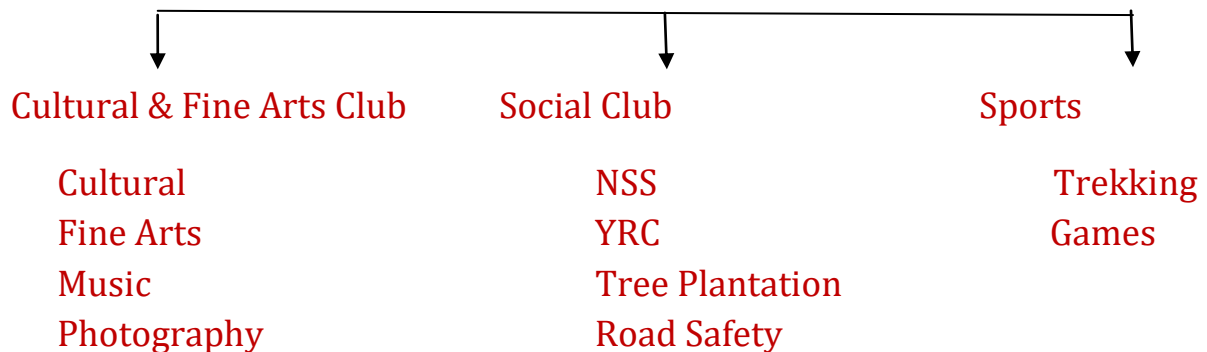 Cultural & Fine Arts Club Social Club Sports
Cultural NSS Trekking
Fine Arts YRC Games
Music Tree Plantation
Photography Road Safety